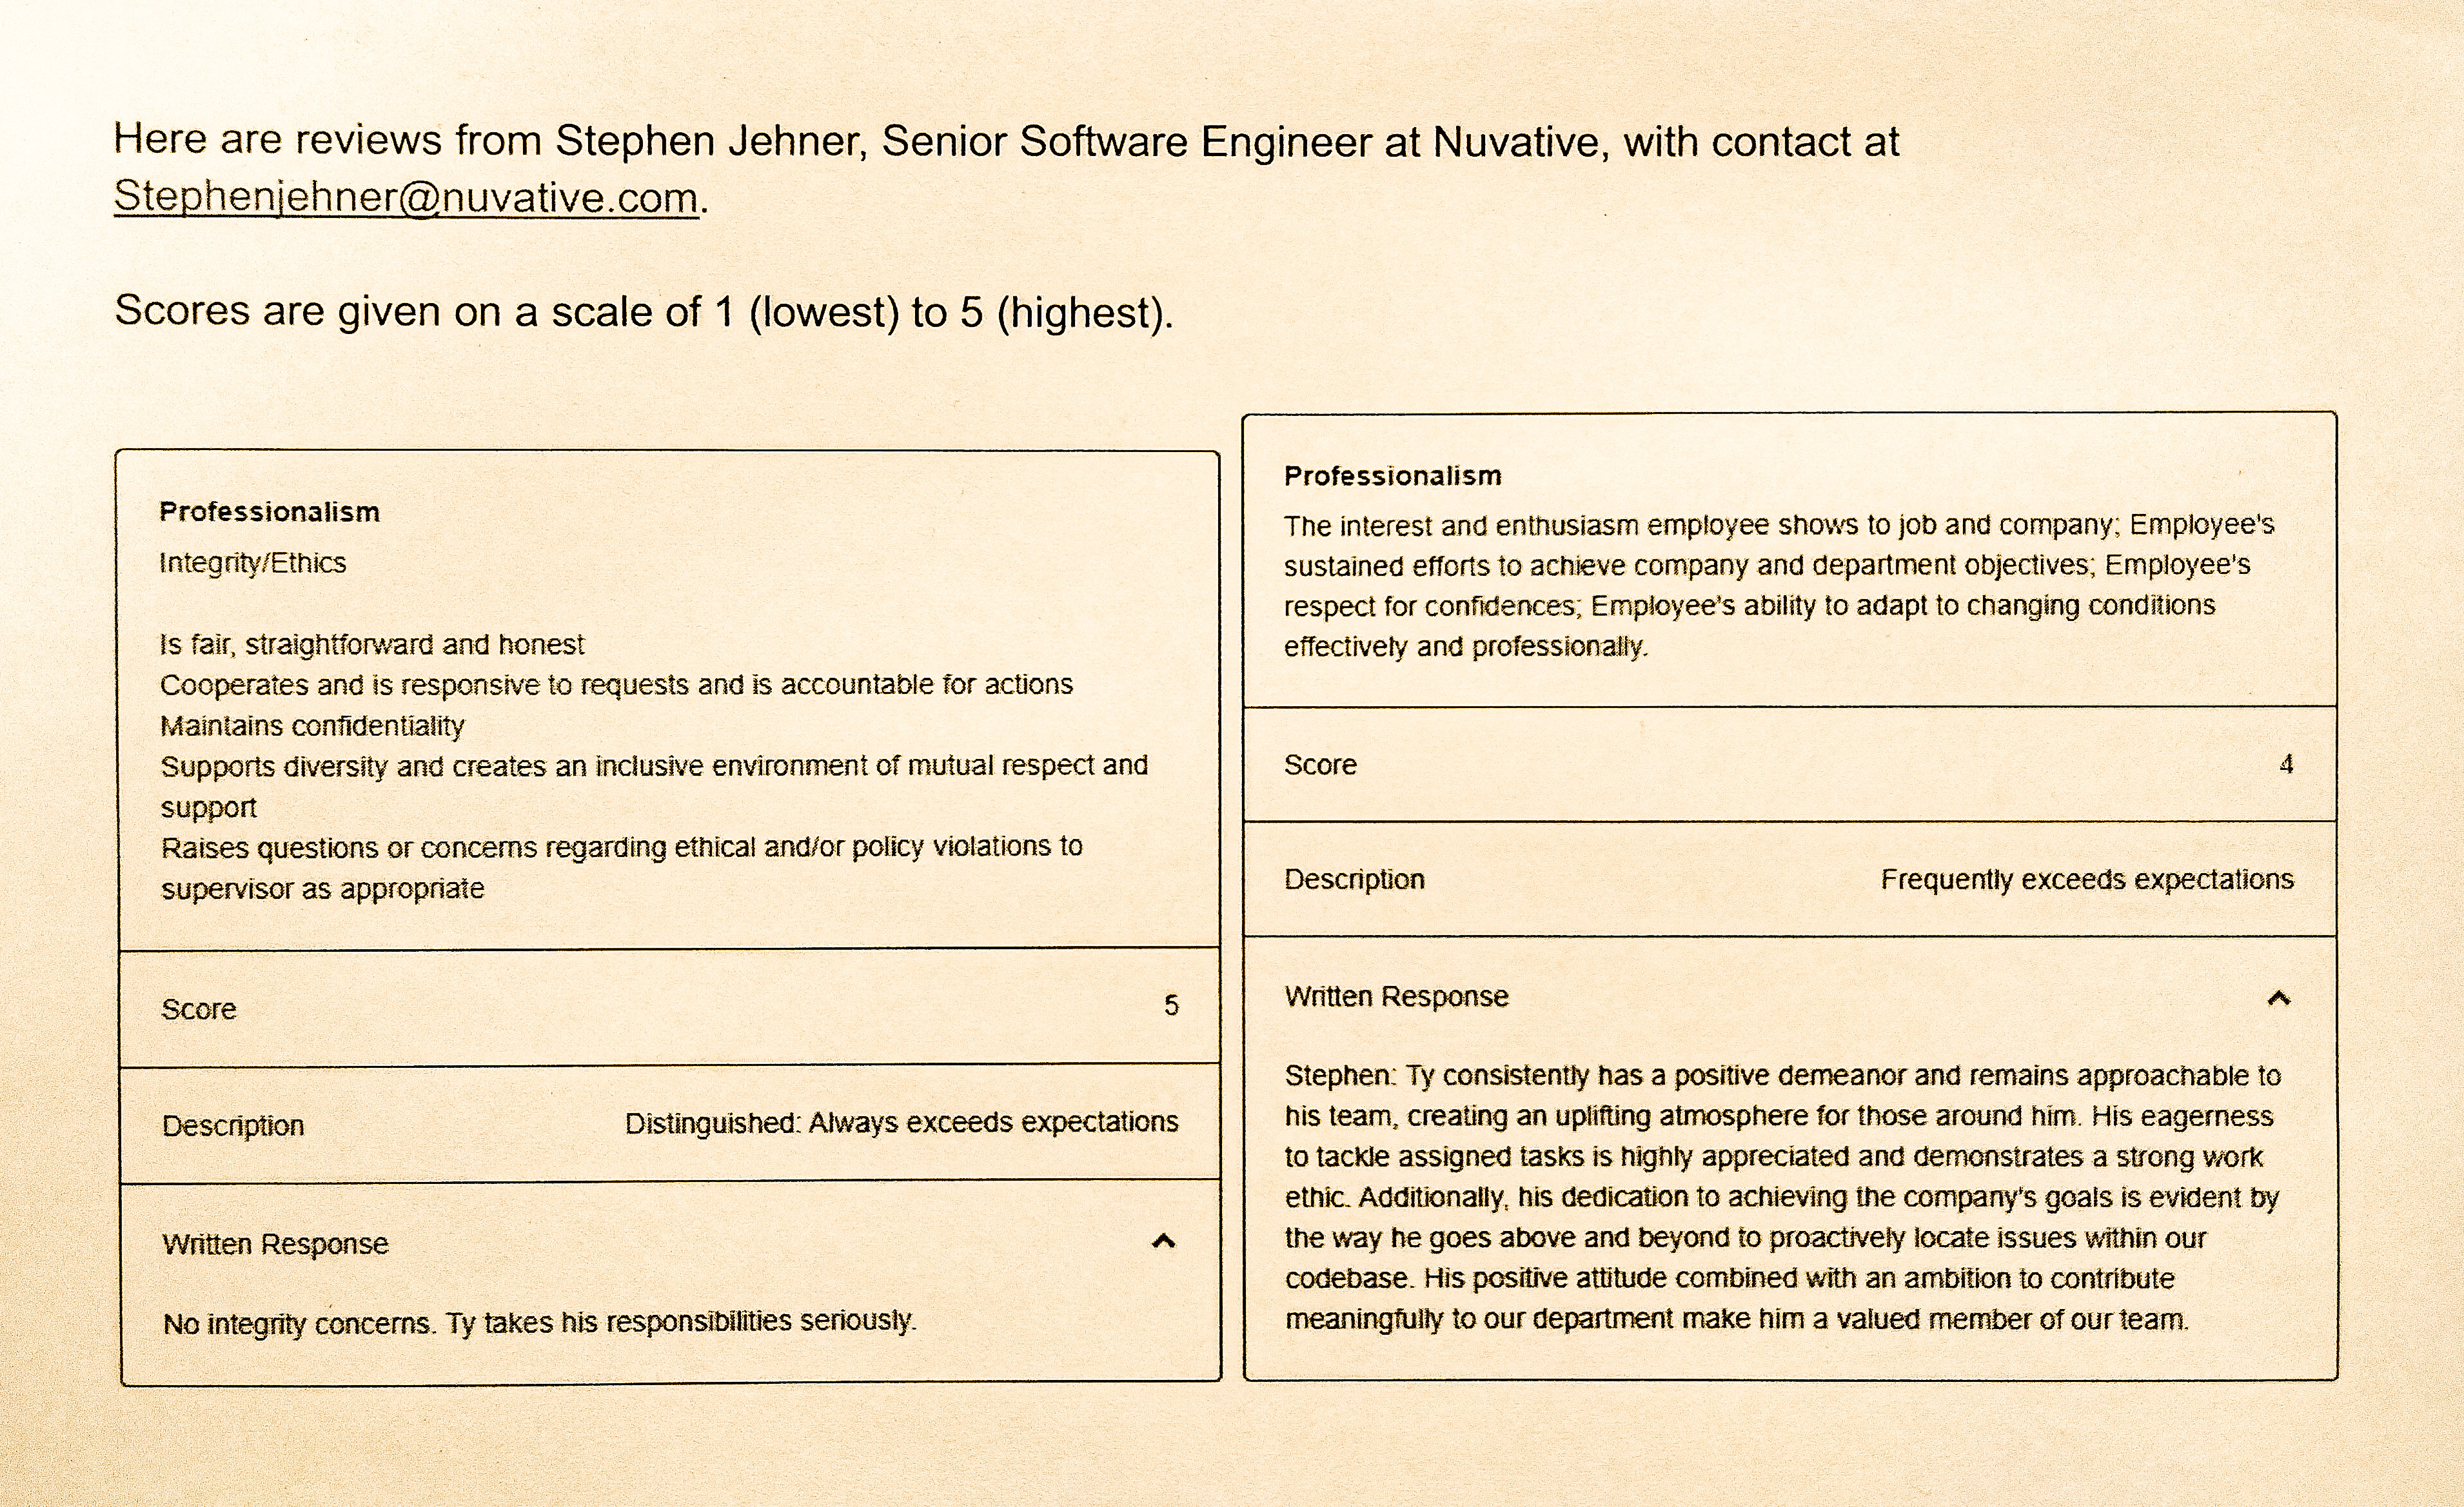 Here are reviews from Stephen Jehner, Senior Software Engineer at Nuvative, with contact at
Stephenjehner@nuvative.com.
Scores are given on a scale of 1 (lowest) to 5 (highest).
Professionalism
Integrity/Ethics
Is fair, straightforward and honest
Cooperates and is responsive to requests and is accountable for actions
Maintains confidentiality
Supports diversity and creates an inclusive environment of mutual respect and
support
Raises questions or concerns regarding ethical and/or policy violations to
supervisor as appropriate
Score 5
Description Distinguished: Always exceeds expectations
Written Response
No integrity concerns. Ty takes his responsibilities seriously.
Professionalism
The interest and enthusiasm employee shows to job and company; Employee's
sustained efforts to achieve company and department objectives; Employee's
respect for confidences; Employee's ability to adapt to changing conditions
effectively and professionally.
Score 4
Description Frequently exceeds expectations
Written Response
Stephen: Ty consistently has a positive demeanor and remains approachable to
his team, creating an uplifting atmosphere for those around him. His eagerness
to tackle assigned tasks is highly appreciated and demonstrates a strong work
ethic. Additionally, his dedication to achieving the company's goals is evident by
the way he goes above and beyond to proactively locate issues within our
codebase. His positive attitude combined with an ambition to contribute
meaningfully to our department make him a valued member of our team.